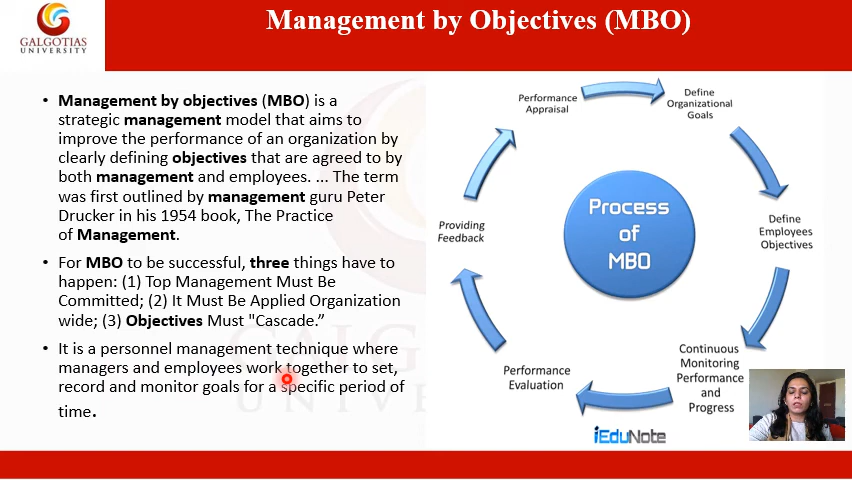 Management by Objectives (MBO)
GALGOTIAS
UNIVERSITY
• Management by objectives (MBO) is a
strategic management model that aims to
improve the performance of an organization by
clearly defining objectives that are agreed to by
both management and employees. ... The term
was first outlined by management guru Peter
Drucker in his 1954 book, The Practice
of Management.
• For MBO to be successful, three things have to
happen: (1) Top Management Must be
Committed; (2) It Must Be Applied Organization
wide; (3) Objectives Must "Cascade.”
• It is a personnel management technique where
managers and employees work together to set,
record and monitor goals for a specific period of
time.
Process
of
MBO
Define
Organizational
Goals
Define
Employees
Objectives
Continuous
Monitoring
Performance
and
Progress
Performance
Evaluation
Providing
Feedback
Performance
Appraisal
iEduNote